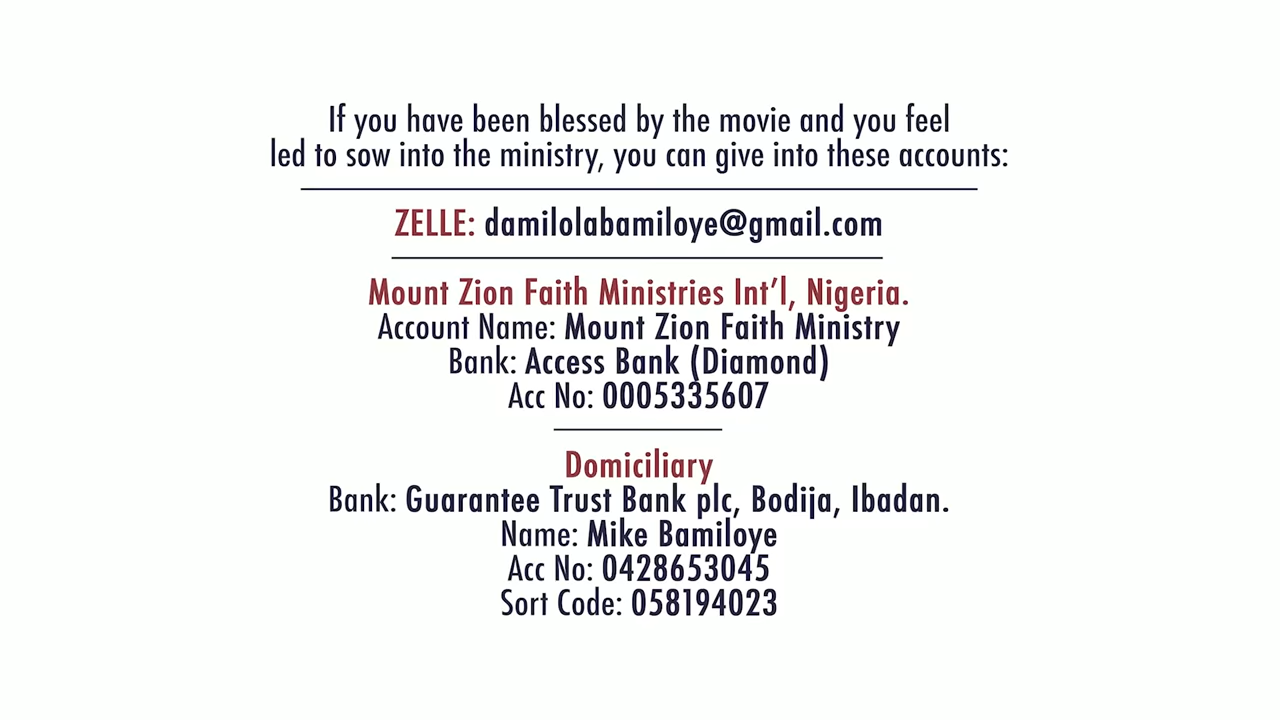 If you have been blessed by the movie and you feel
led to sow into the ministry, you can give into these accounts:
ZELLE: damilolabamiloye@gmail.com
Mount Zion Faith Ministries Int'l, Nigeria.
Account Name: Mount Zion Faith Ministry
Bank: Access Bank (Diamond)
Acc No: 0005335607
Domiciliary
Bank: Guarantee Trust Bank plc, Bodija, Ibadan.
Name: Mike Bamiloye
Acc No: 0428653045
Sort Code: 058194023